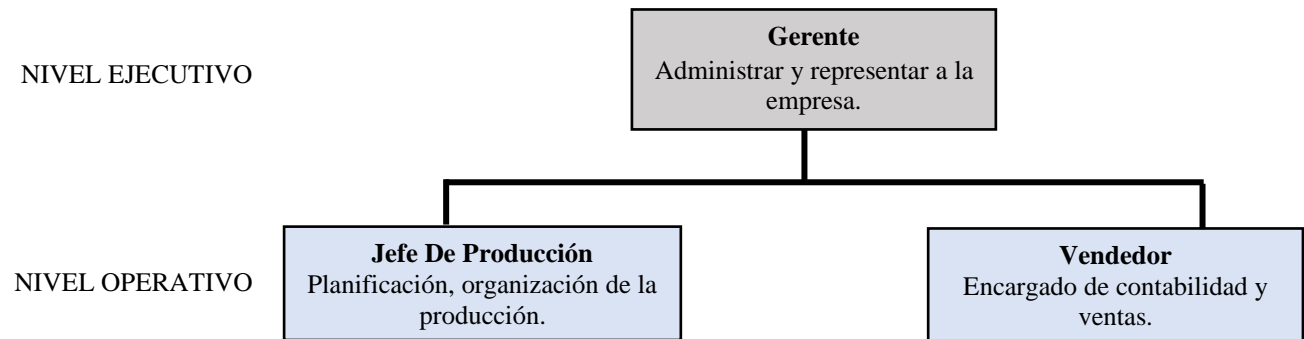 Gerente
NIVEL EJECUTIVO
Administrar y representar a la
empresa.
Jefe De Producción
Planificación, organización de la
producción.
NIVEL OPERATIVO
Vendedor
Encargado de contabilidad y
ventas.